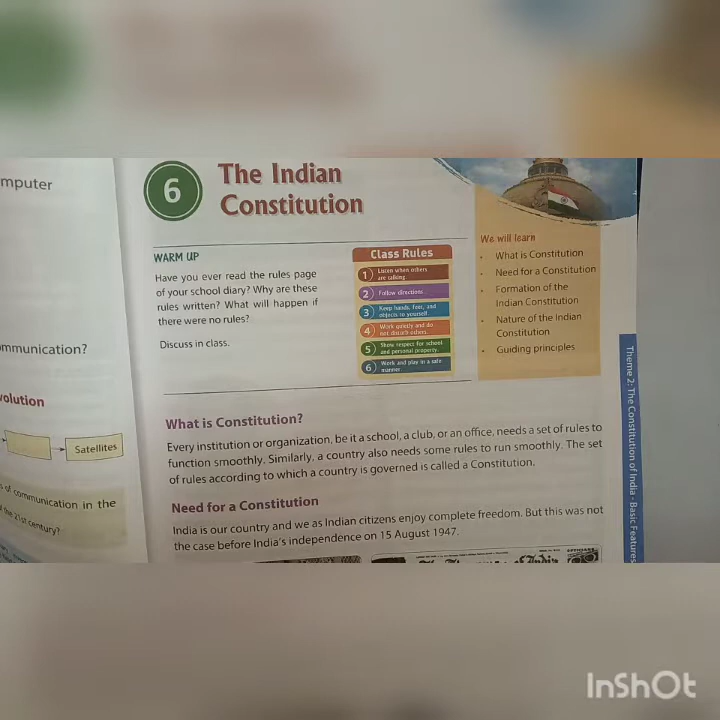 mputer
mmunication?
volution
Satellites
s of communication in the
the 21st century?
6
The Indian
Constitution
WARM UP
Have you ever read the rules page
of your school diary? Why are these
rules written? What will happen if
there were no rules?
Discuss in class.
Class Rules
1 Listen when others
are talking.
2 Follow directions
3 Keep hands, feet, and
objects to yourself
4 Work quietly and do
not disturb others.
5 Show respect for school
and personal property.
6 Work and play in a safe
manner
We will learn
• What is Constitution
• Need for a Constitution
• Formation of the
Indian Constitution
• Nature of the Indian
Constitution
• Guiding principles
What is Constitution?
Every institution or organization, be it a school, a club, or an office, needs a set of rules to
function smoothly. Similarly, a country also needs some rules to run smoothly. The set
of rules according to which a country is governed is called a Constitution.
Need for a Constitution
India is our country and we as Indian citizens enjoy complete freedom. But this was not
the case before India's independence on 15 August 1947.
Theme 2: The Constitution of India - Basic Features
InShOt